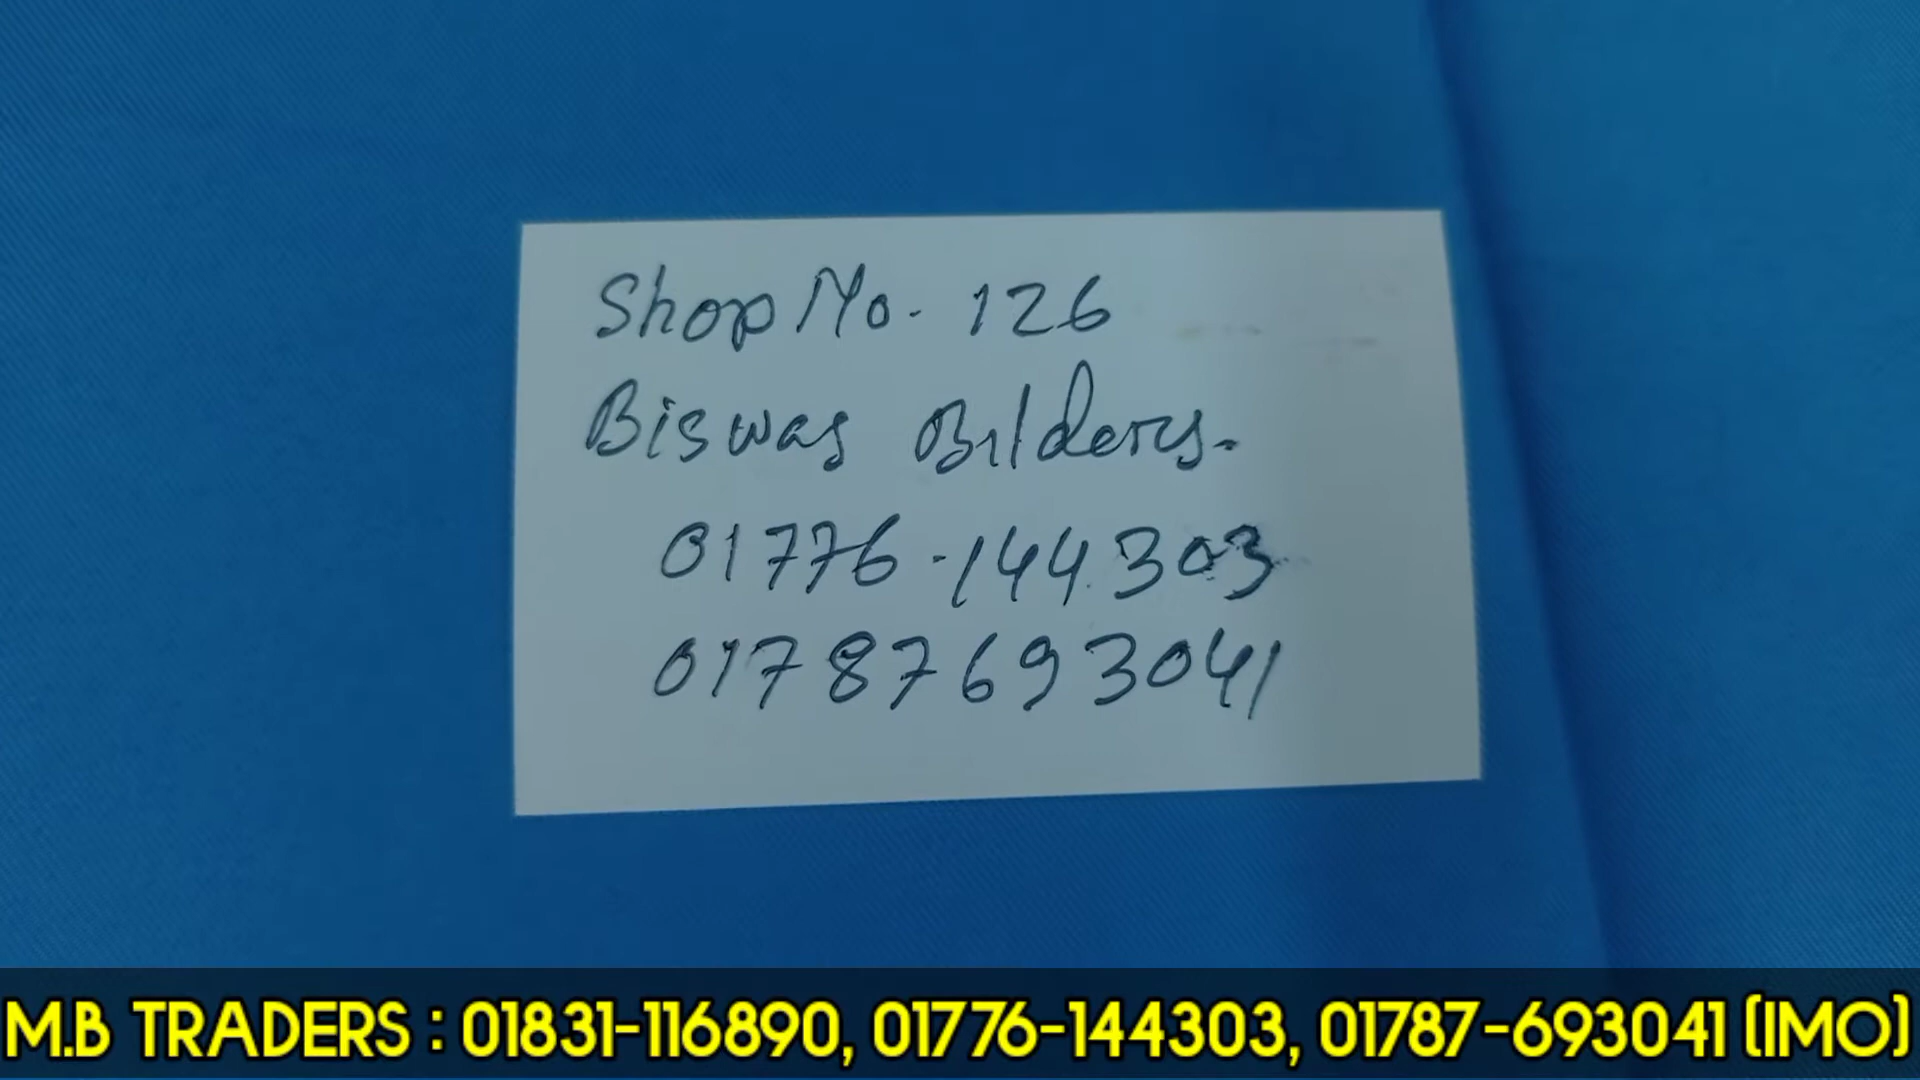 Shop No. 126
Biswas Bilders.
01776-144303
01787693041
M.B TRADERS : 01831-116890, 01776-144303, 01787-693041 (IMO)